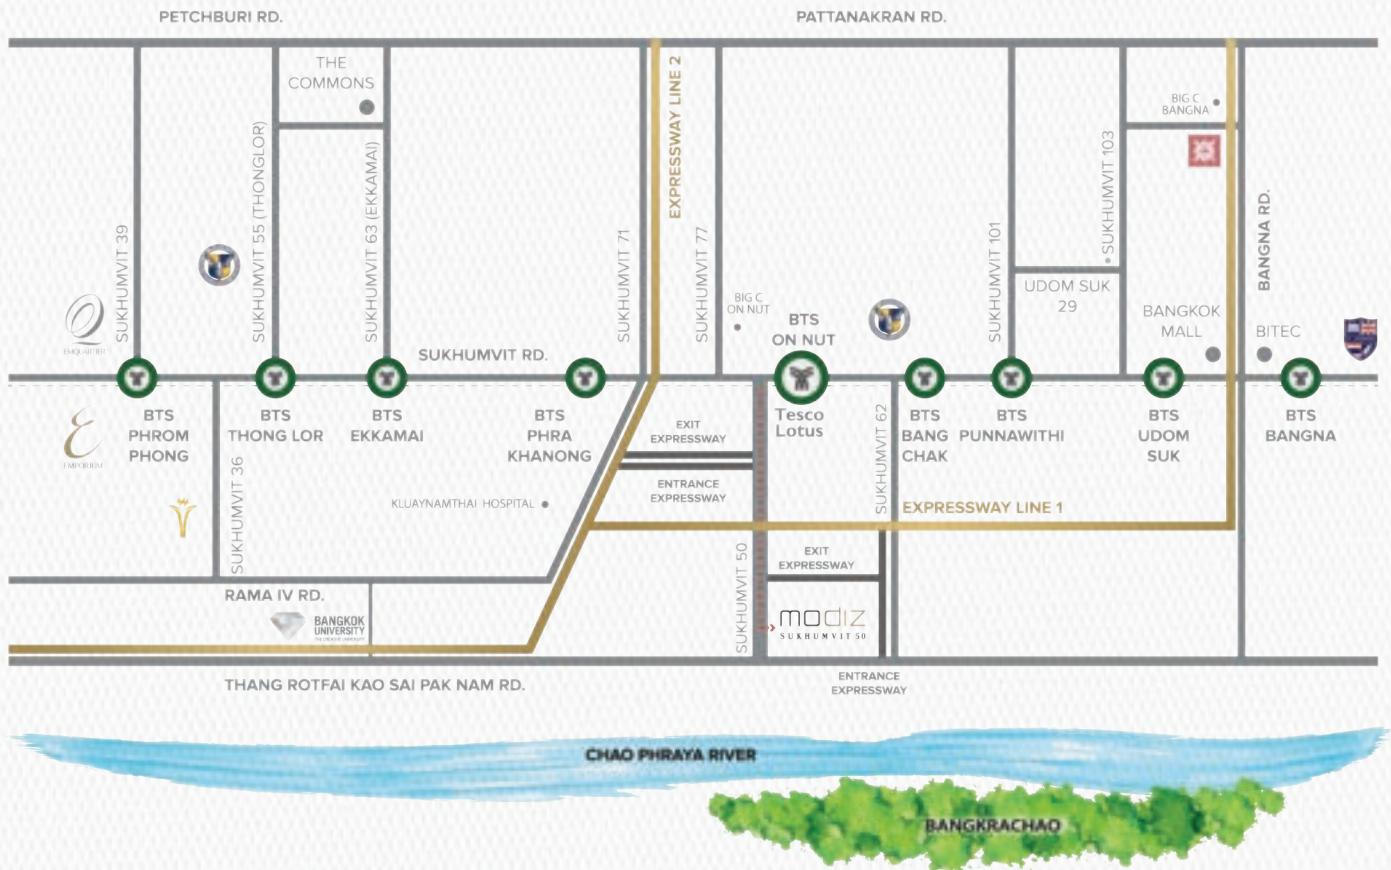 PETCHBURI RD.
PATTANAKRAN RD.
THE
COMMONS
EXPRESSWAY LINE 2
BIG C
BANGNA
SUKHUMVIT 39
SUKHUMVIT 55 (THONGLOR)
SUKHUMVIT 63 (EKKAMAI)
SUKHUMVIT 71
SUKHUMVIT 77
SUKHUMVIT 101
SUKHUMVIT 103
BANGNA RD.
UDOM SUK
29
BIG C
ON NUT
BTS
ON NUT
BANGKOK
MALL
BITEC
EMQUARTIER
SUKHUMVIT RD.
BTS
PHROM
PHONG
BTS
THONG LOR
BTS
EKKAMAI
BTS
PHRA
KHANONG
Tesco
Lotus
BTS
BANG
CHAK
BTS
PUNNAWITHI
BTS
UDOM
SUK
BTS
BANGNA
EMPORIUM
EXIT
EXPRESSWAY
ENTRANCE
EXPRESSWAY
SUKHUMVIT 62
SUKHUMVIT 36
KLUAYNAMTHAI HOSPITAL
EXPRESSWAY LINE 1
EXIT
EXPRESSWAY
SUKHUMVIT 50
RAMA IV RD.
BANGKOK
UNIVERSITY
THE CREATIVE UNIVERSITY
modiz
SUKHUMVIT 50
ENTRANCE
EXPRESSWAY
THANG ROTFAI KAO SAI PAK NAM RD.
CHAO PHRAYA RIVER
BANGKRACHAO